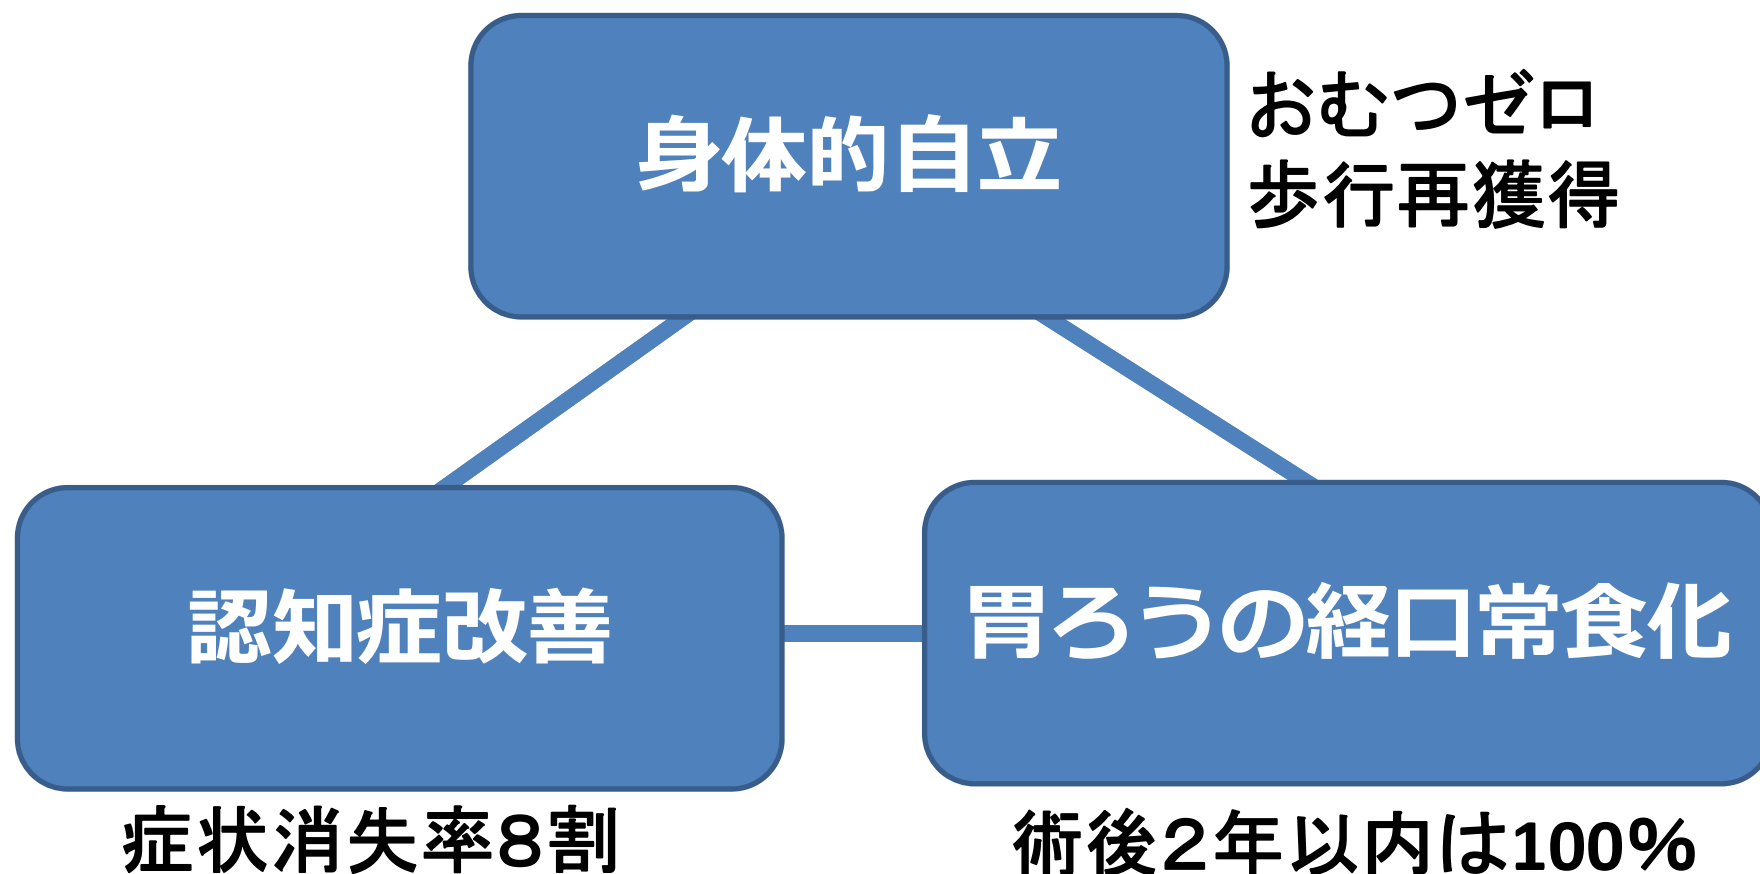 身体的自立
おむつゼロ
歩行再獲得
認知症改善
胃ろうの経口常食化
症状消失率８割
術後２年以内は100％